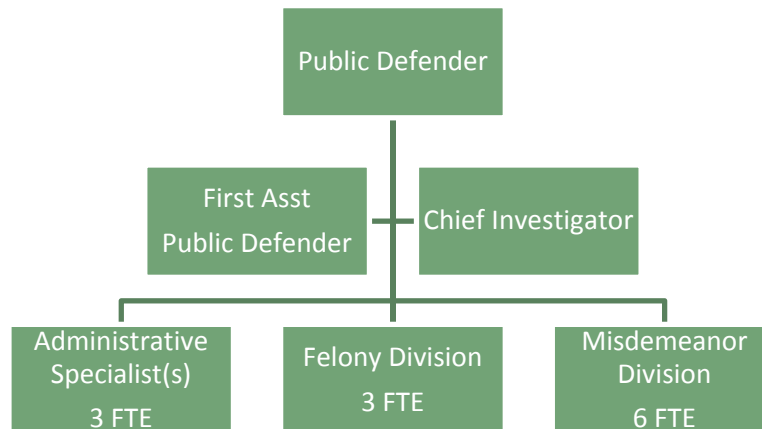 Public Defender
First Asst
Public Defender
Chief Investigator
Administrative
Specialist(s)
3 FTE
Felony Division
3 FTE
Misdemeanor
Division
6 FTE